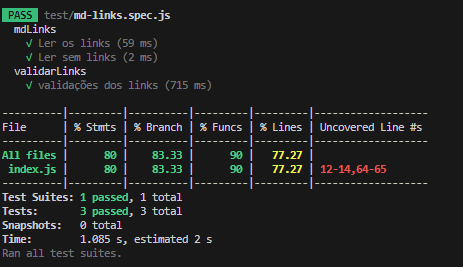 PASS test/md-links.spec.js
  mdLinks
    √ Ler os links (59 ms)
    √ Ler sem links (2 ms)
  validarLinks
    √ validações dos links (715 ms)

----------|---------|----------|---------|---------|-------------------
File      | % Stmts | % Branch | % Funcs | % Lines | Uncovered Line #s
----------|---------|----------|---------|---------|-------------------
All files |      80 |    83.33 |      90 |   77.27 |
 index.js |      80 |    83.33 |      90 |   77.27 | 12-14,64-65
----------|---------|----------|---------|---------|-------------------
Test Suites: 1 passed, 1 total
Tests:       3 passed, 3 total
Snapshots:   0 total
Time:        1.085 s, estimated 2 s
Ran all test suites.